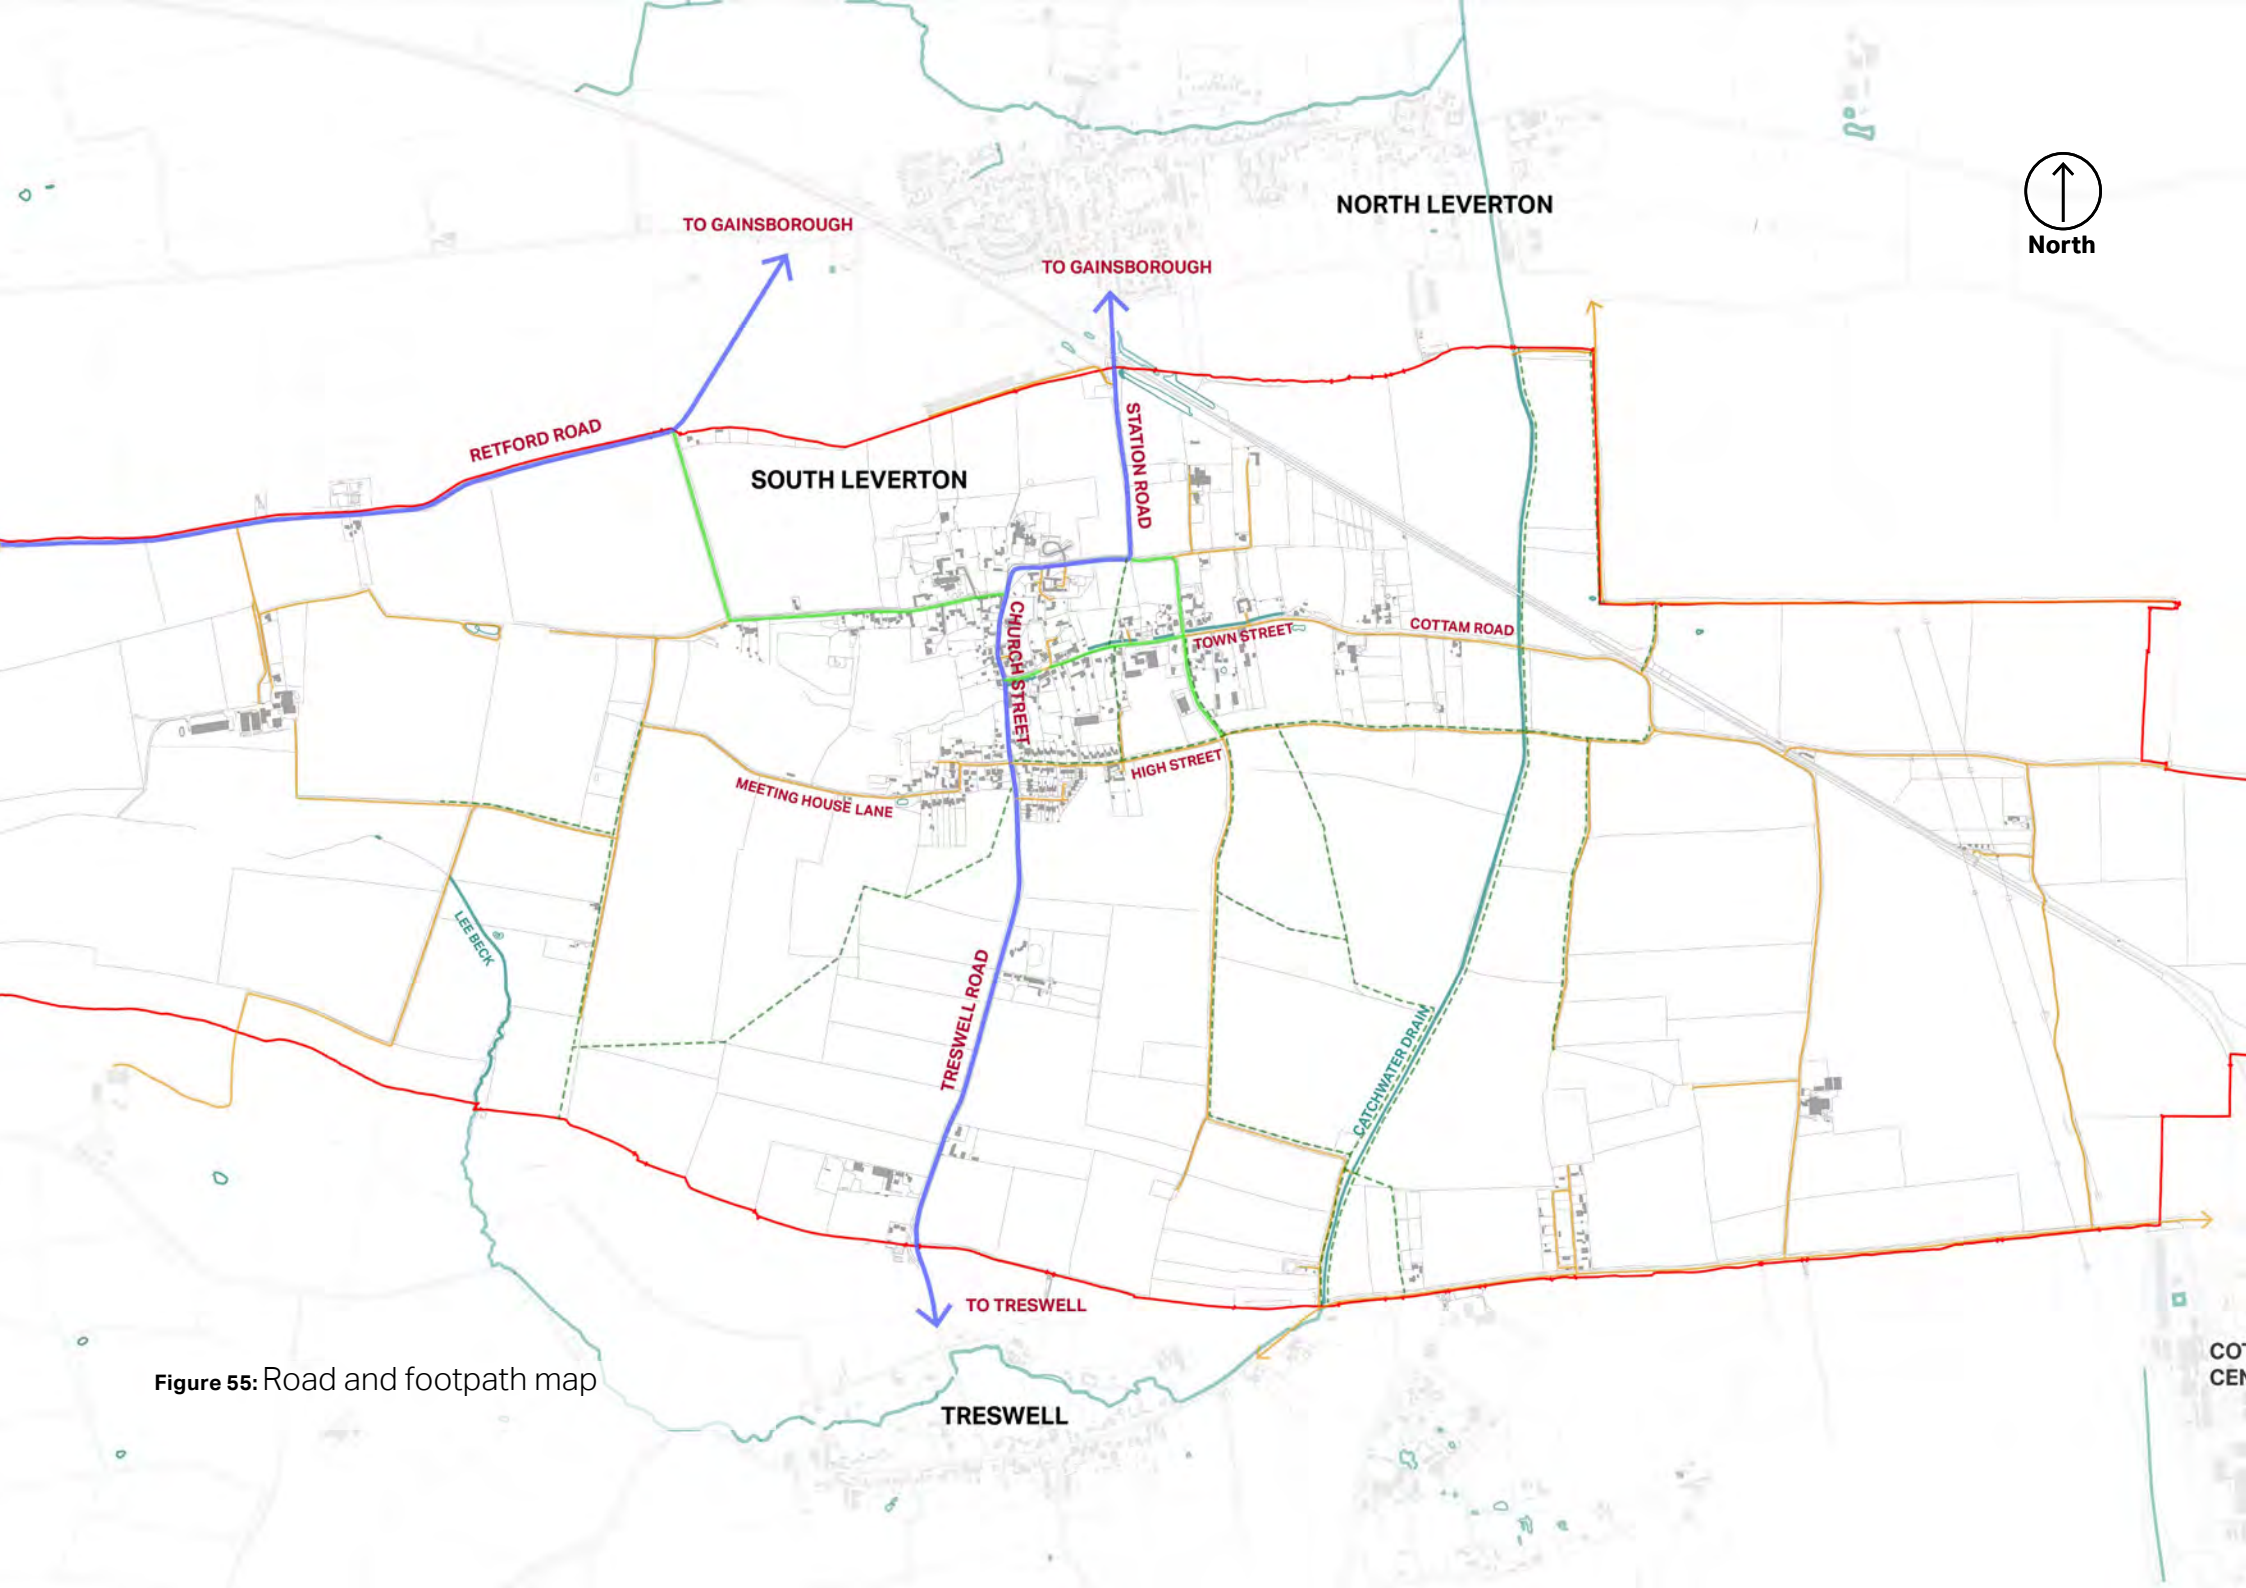 NORTH LEVERTON
North
TO GAINSBOROUGH
TO GAINSBOROUGH
RETFORD ROAD
STATION ROAD
SOUTH LEVERTON
CHURCH STREET
TOWN STREET
COTTAM ROAD
MEETING HOUSE LANE
HIGH STREET
LEE BECK
TRESWELL ROAD
CATCHWATER DRAIN
TO TRESWELL
COT
CEN
Figure 55: Road and footpath map
TRESWELL